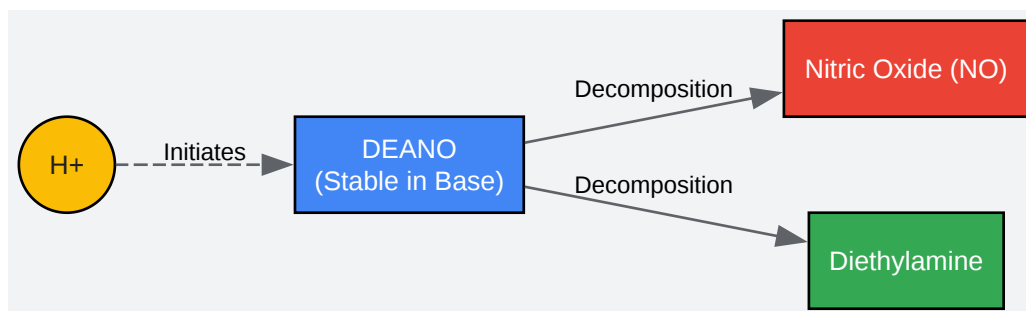 H+
Initiates
DEANO
(Stable in Base)
Decomposition
Nitric Oxide (NO)
Decomposition
Diethylamine